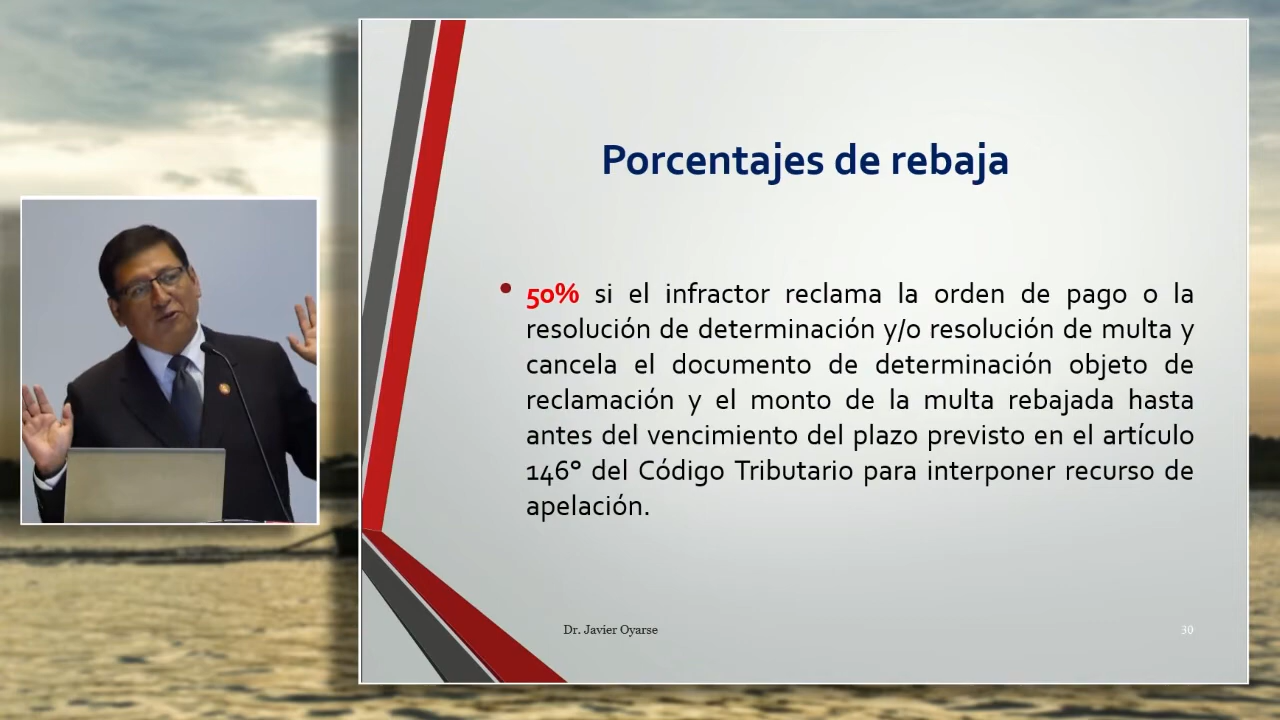 Porcentajes de rebaja
• 50% si el infractor reclama la orden de pago o la
resolución de determinación y/o resolución de multa y
cancela el documento de determinación objeto de
reclamación y el monto de la multa rebajada hasta
antes del vencimiento del plazo previsto en el artículo
146° del Código Tributario para interponer recurso de
apelación.
Dr. Javier Oyarse
30